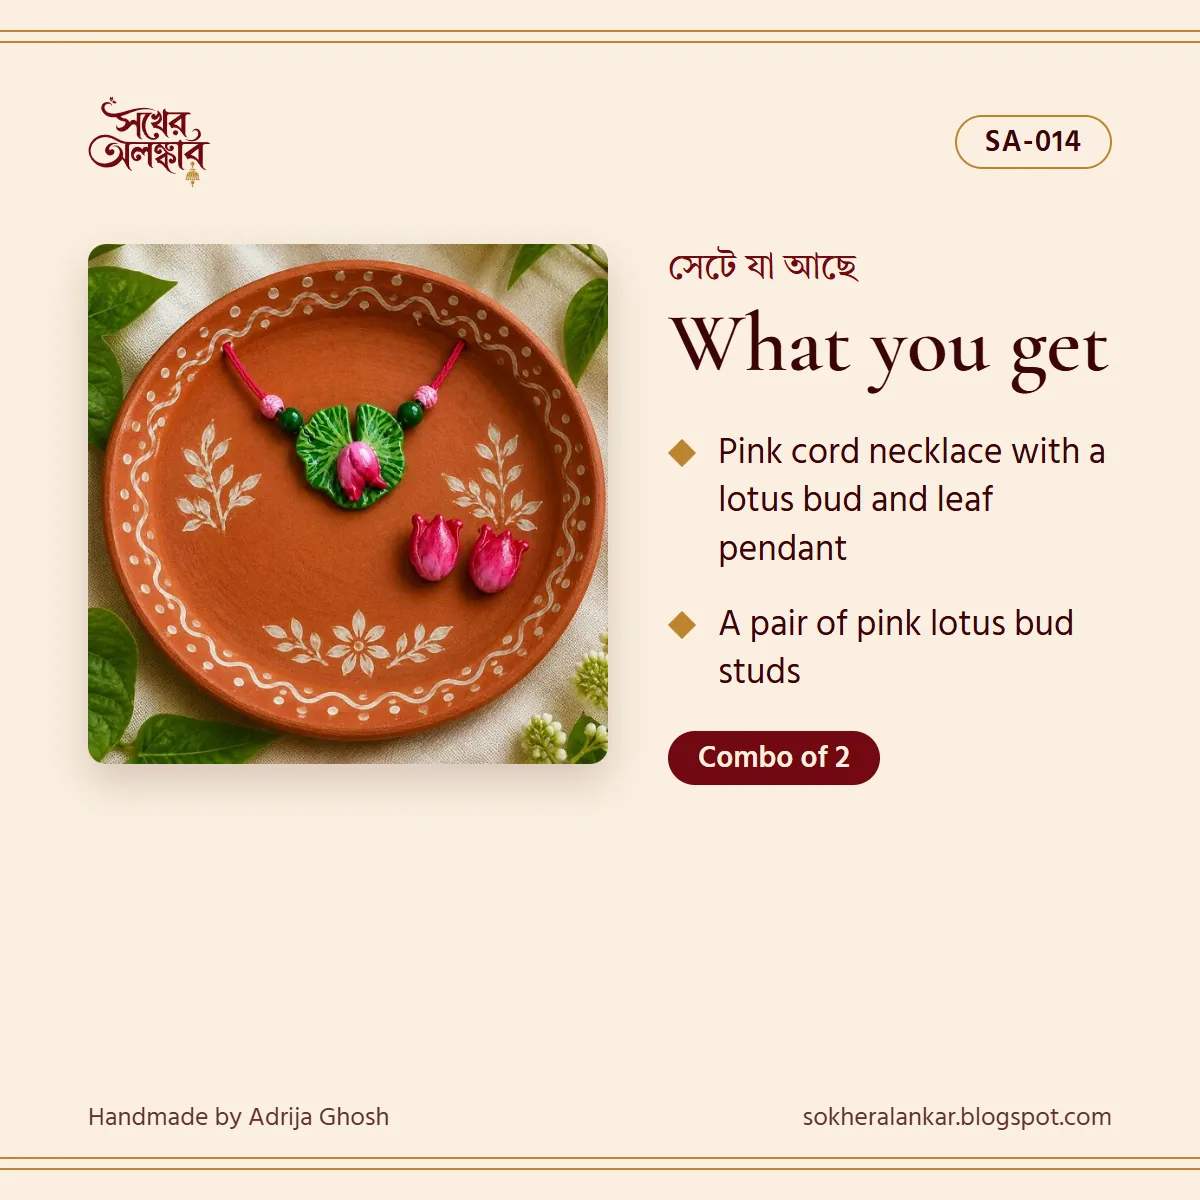 সখের
অলঙ্কার
SA-014
সেটে যা আছে
What you get
Pink cord necklace with a
lotus bud and leaf
pendant
A pair of pink lotus bud
studs
Combo of 2
Handmade by Adrija Ghosh
sokheralankar.blogspot.com